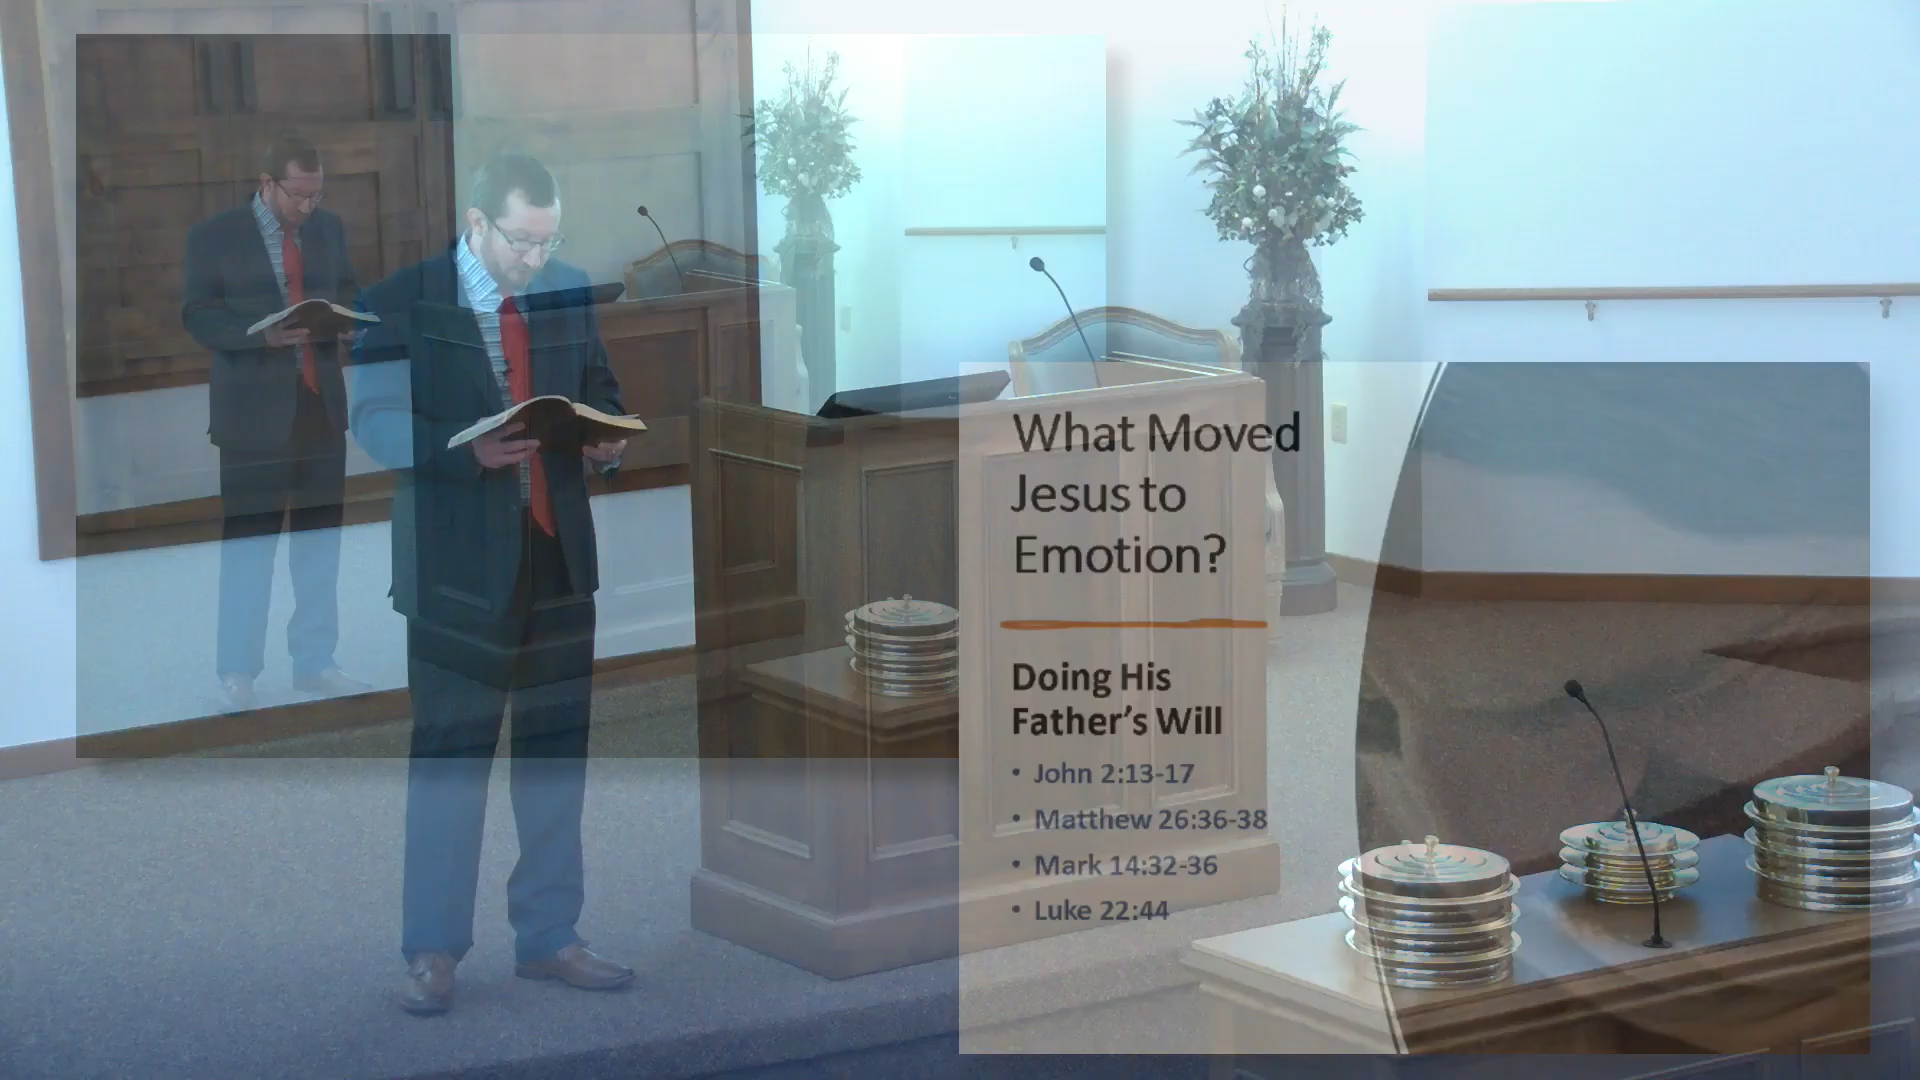 What Moved
Jesus to
Emotion?
Doing His
Father's Will
• John 2:13-17
• Matthew 26:36-38
• Mark 14:32-36
• Luke 22:44